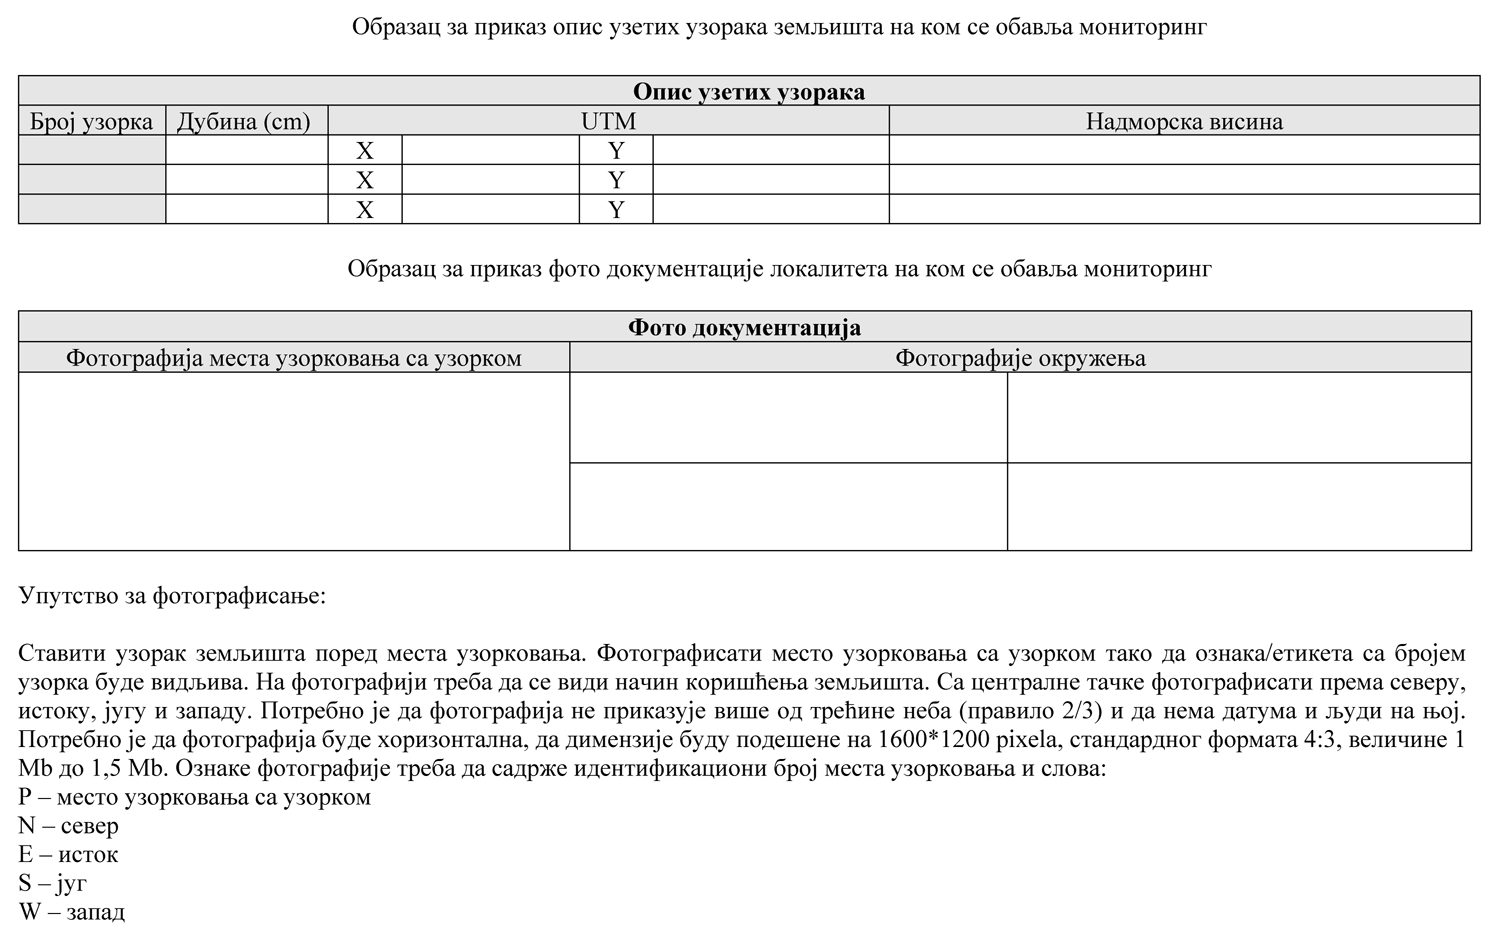 Образац за приказ опис узетих узорака земљишта на ком се обавља мониторинг
Опис узетих узорака
Број узорка Дубина (cm) UTM Надморска висина
X Y
X Y
X Y
Образац за приказ фото документације локалитета на ком се обавља мониторинг
Фото документација
Фотографија места узорковања са узорком Фотографије окружења
Упутство за фотографисање:
Ставити узорак земљишта поред места узорковања. Фотографисати место узорковања са узорком тако да ознака/етикета са бројем
узорка буде видљива. На фотографији треба да се види начин коришћења земљишта. Са централне тачке фотографисати према северу,
истоку, југу и западу. Потребно је да фотографија не приказује више од трећине неба (правило 2/3) и да нема датума и људи на њој.
Потребно је да фотографија буде хоризонтална, да димензије буду подешене на 1600*1200 pixela, стандардног формата 4:3, величине 1
Mb до 1,5 Mb. Ознаке фотографије треба да садрже идентификациони број места узорковања и слова:
P – место узорковања са узорком
N – север
E – исток
S – југ
W – запад